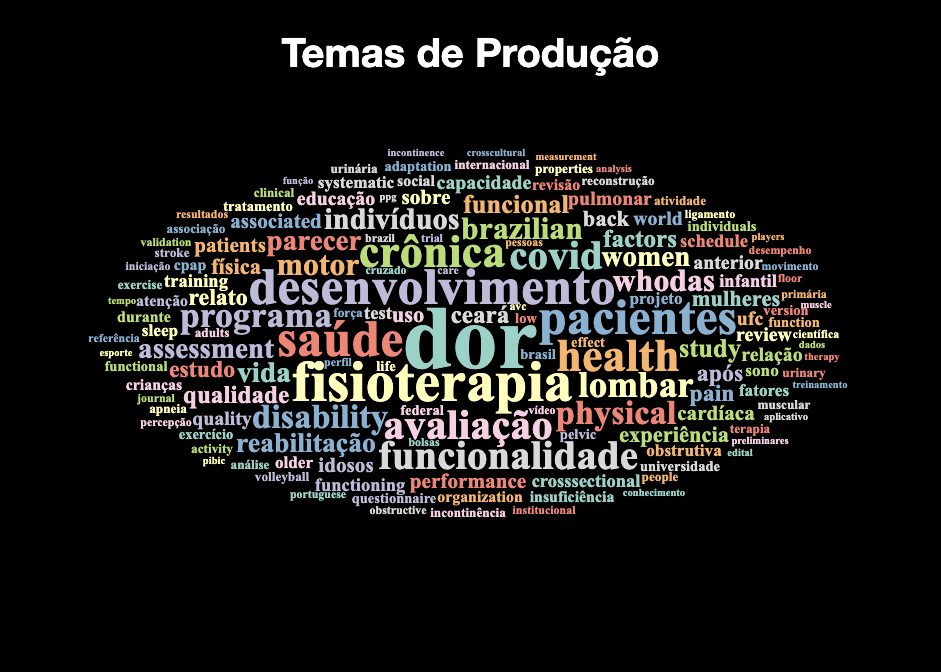 Temas de Produção
incontinence crosscultural measurement
urinária adaptation internacional properties analysis
função systematic social capacidade revisão reconstrução
clinical educação ppg sobre funcional pulmonar atividade
tratamento
resultados associated indivíduos brazilian back world ligamento
associação individuals
validation patients parecer brazil trial pessoas factors schedule players
stroke crônica covid women desempenho
iniciação cpap física motor cruzado care anterior movimento
exercise training desenvolvimento whodas infantil floor
tempo atenção relato projeto mulheres primária
durante programa força test uso ceará avc low pacientes ufc version muscle
function
referência sleep adults saúde dor effect review científica
esporte assessment perfil brasil health study relação dados therapy
functional estudo vida life após sono urinary
crianças qualidade fisioterapia lombar pain fatores treinamento
journal
apneia quality disability federal vídeo physical cardíaca muscular
percepção avaliação aplicativo
exercício bolsas pelvic experiência terapia
activity reabilitação preliminares
pibic análise older idosos funcionalidade obstrutiva edital
universidade
volleyball functioning performance crosssectional people
portuguese questionnaire organization insuficiência conhecimento
obstructive incontinência institucional